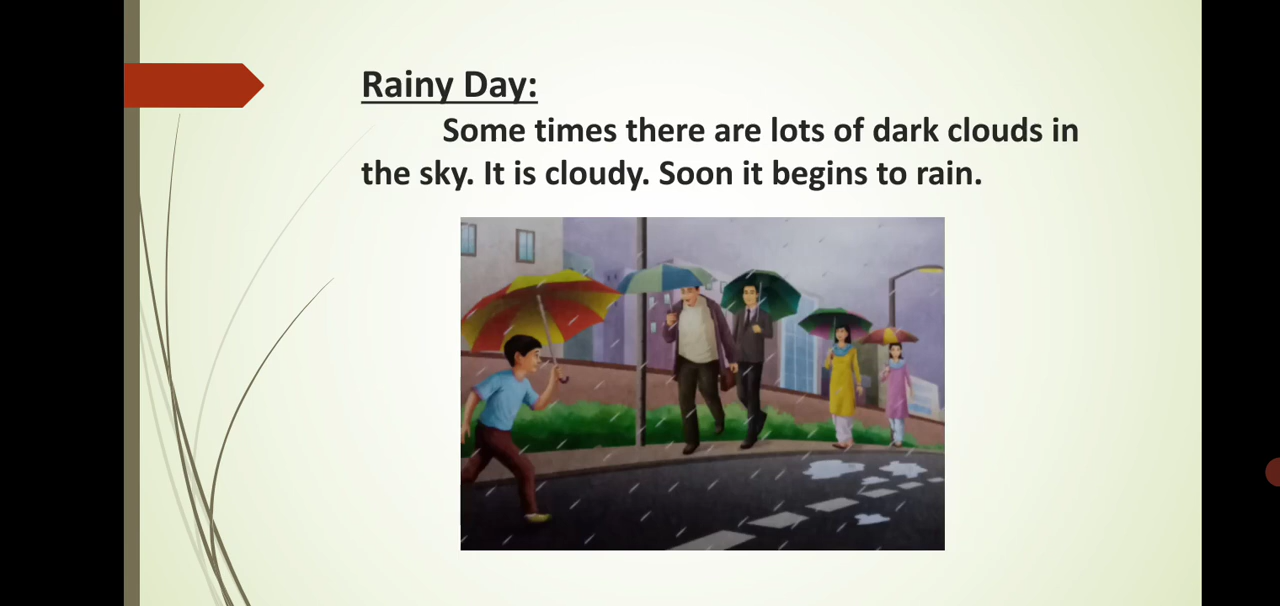 Rainy Day:
Some times there are lots of dark clouds in
the sky. It is cloudy. Soon it begins to rain.